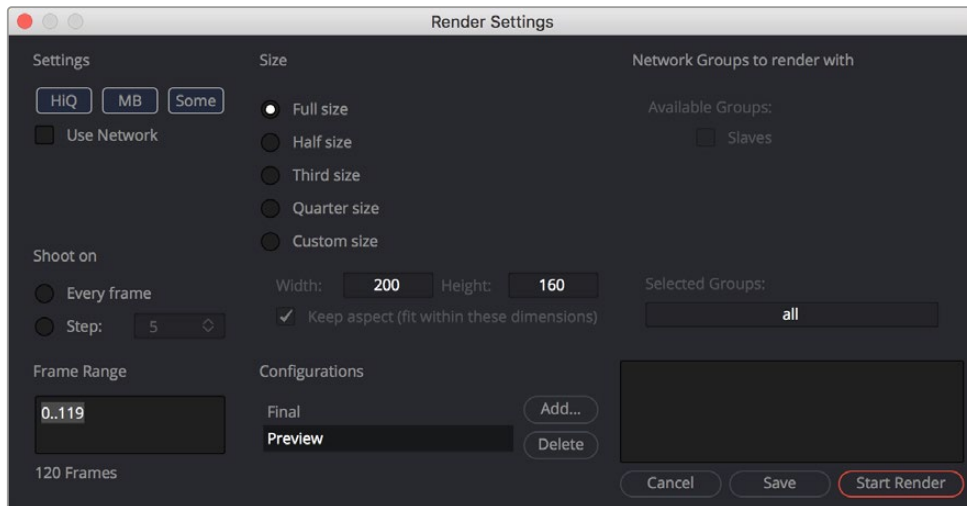 Render Settings
Settings
HiQ MB Some
Use Network
Shoot on
Every frame
Step: 5
Frame Range
0..119
120 Frames
Size
Full size
Half size
Third size
Quarter size
Custom size
Width: 200 Height: 160
Keep aspect (fit within these dimensions)
Configurations
Final
Preview
Add...
Delete
Network Groups to render with
Available Groups:
Slaves
Selected Groups:
all
Cancel Save Start Render